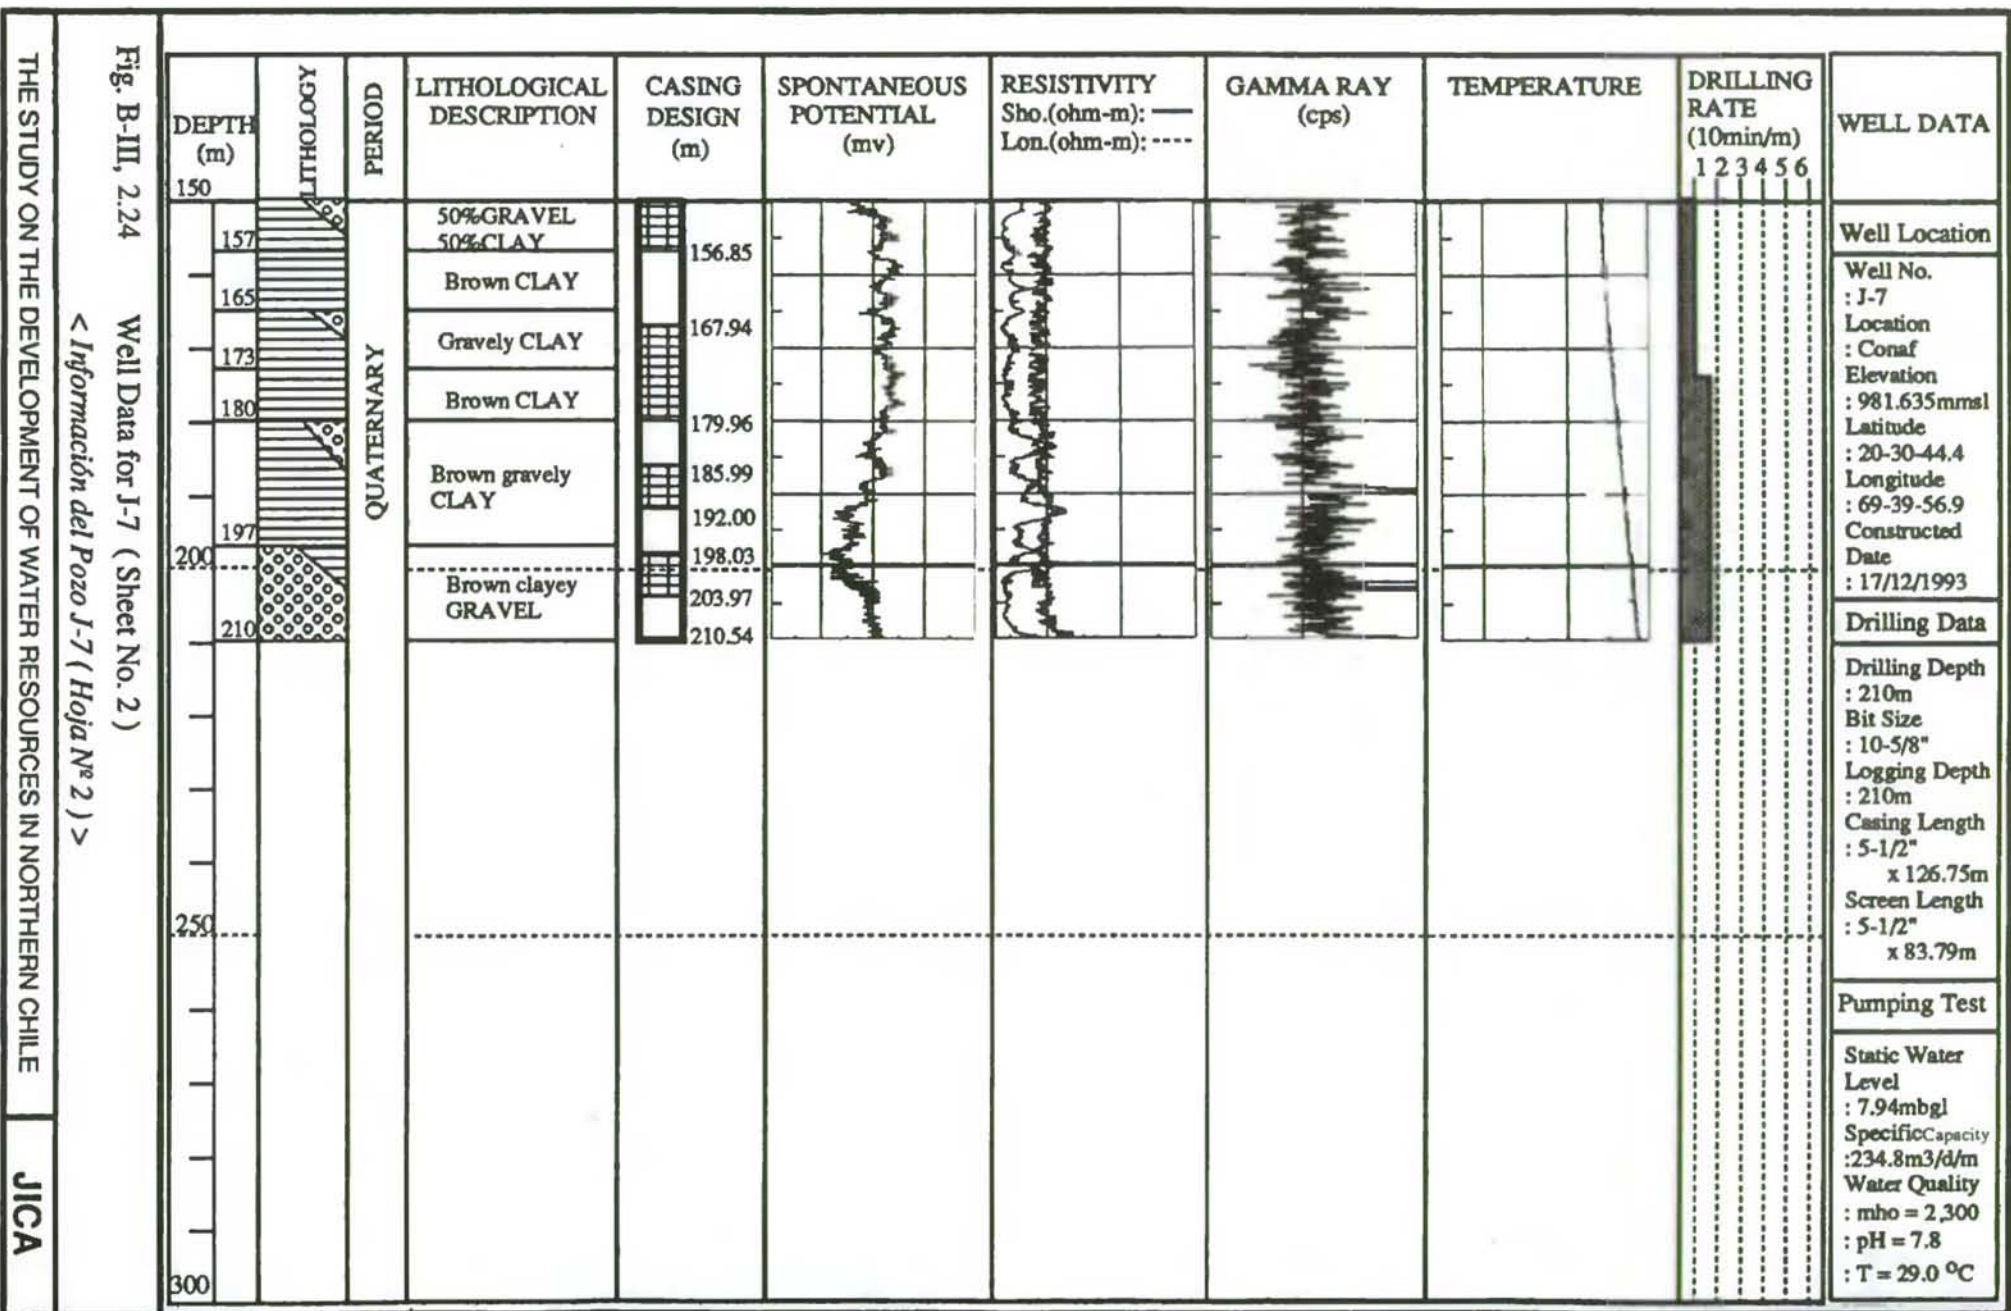 THE STUDY ON THE DEVELOPMENT OF WATER RESOURCES IN NORTHERN CHILE
JICA
Fig. B-III, 2.24 Well Data for J-7 ( Sheet No. 2 )
< Información del Pozo J-7 ( Hoja Nº 2 ) >
DEPTH
(m)
LITHOLOGY
PERIOD
LITHOLOGICAL
DESCRIPTION
CASING
DESIGN
(m)
SPONTANEOUS
POTENTIAL
(mv)
RESISTIVITY
Sho.(ohm-m):
Lon.(ohm-m):
GAMMA RAY
(cps)
TEMPERATURE
DRILLING
RATE
(10min/m)
1 2 3 4 5 6
WELL DATA
150
157
165
173
180
197
200
210
250
300
QUATERNARY
50%GRAVEL
50%CLAY
Brown CLAY
Gravely CLAY
Brown CLAY
Brown gravely
CLAY
Brown clayey
GRAVEL
156.85
167.94
179.96
185.99
192.00
198.03
203.97
210.54
Well Location
Well No.
: J-7
Location
: Conaf
Elevation
: 981.635mmsl
Latitude
: 20-30-44.4
Longitude
: 69-39-56.9
Constructed
Date
: 17/12/1993
Drilling Data
Drilling Depth
: 210m
Bit Size
: 10-5/8"
Logging Depth
: 210m
Casing Length
: 5-1/2"
x 126.75m
Screen Length
: 5-1/2"
x 83.79m
Pumping Test
Static Water
Level
: 7.94mbgl
SpecificCapacity
:234.8m3/d/m
Water Quality
: mho = 2,300
: pH = 7.8
: T = 29.0 ºC